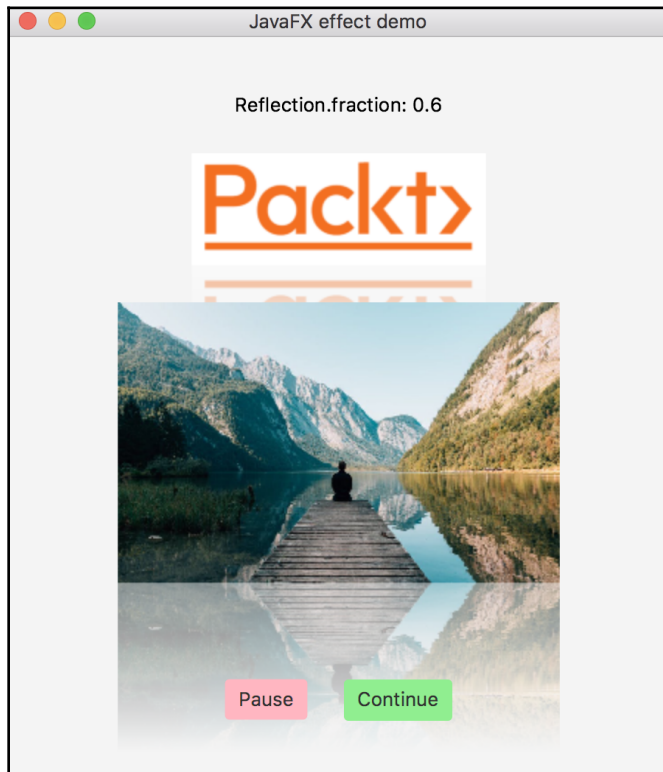 JavaFX effect demo
Reflection.fraction: 0.6
Packt>
Pause
Continue